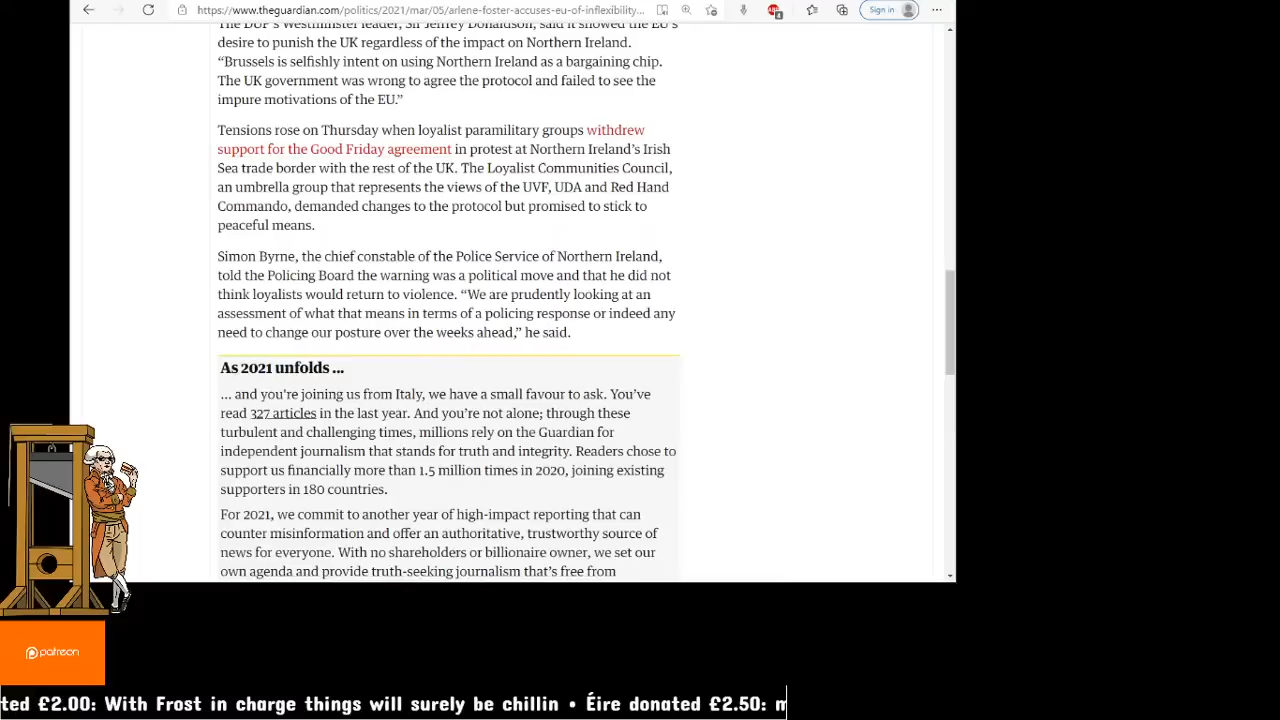 https://www.theguardian.com/politics/2021/mar/05/arlene-foster-accuses-eu-of-inflexibility...
Sign in
The DUP's Westminster leader, Sir Jeffrey Donaldson, said it showed the EU's
desire to punish the UK regardless of the impact on Northern Ireland.
“Brussels is selfishly intent on using Northern Ireland as a bargaining chip.
The UK government was wrong to agree the protocol and failed to see the
impure motivations of the EU.”
Tensions rose on Thursday when loyalist paramilitary groups withdrew
support for the Good Friday agreement in protest at Northern Ireland’s Irish
Sea trade border with the rest of the UK. The Loyalist Communities Council,
an umbrella group that represents the views of the UVF, UDA and Red Hand
Commando, demanded changes to the protocol but promised to stick to
peaceful means.
Simon Byrne, the chief constable of the Police Service of Northern Ireland,
told the Policing Board the warning was a political move and that he did not
think loyalists would return to violence. “We are prudently looking at an
assessment of what that means in terms of a policing response or indeed any
need to change our posture over the weeks ahead,” he said.
As 2021 unfolds ...
... and you’re joining us from Italy, we have a small favour to ask. You’ve
read 327 articles in the last year. And you’re not alone; through these
turbulent and challenging times, millions rely on the Guardian for
independent journalism that stands for truth and integrity. Readers chose to
support us financially more than 1.5 million times in 2020, joining existing
supporters in 180 countries.
For 2021, we commit to another year of high-impact reporting that can
counter misinformation and offer an authoritative, trustworthy source of
news for everyone. With no shareholders or billionaire owner, we set our
own agenda and provide truth-seeking journalism that’s free from
patreon
ted £2.00: With Frost in charge things will surely be chillin • Éire donated £2.50: m